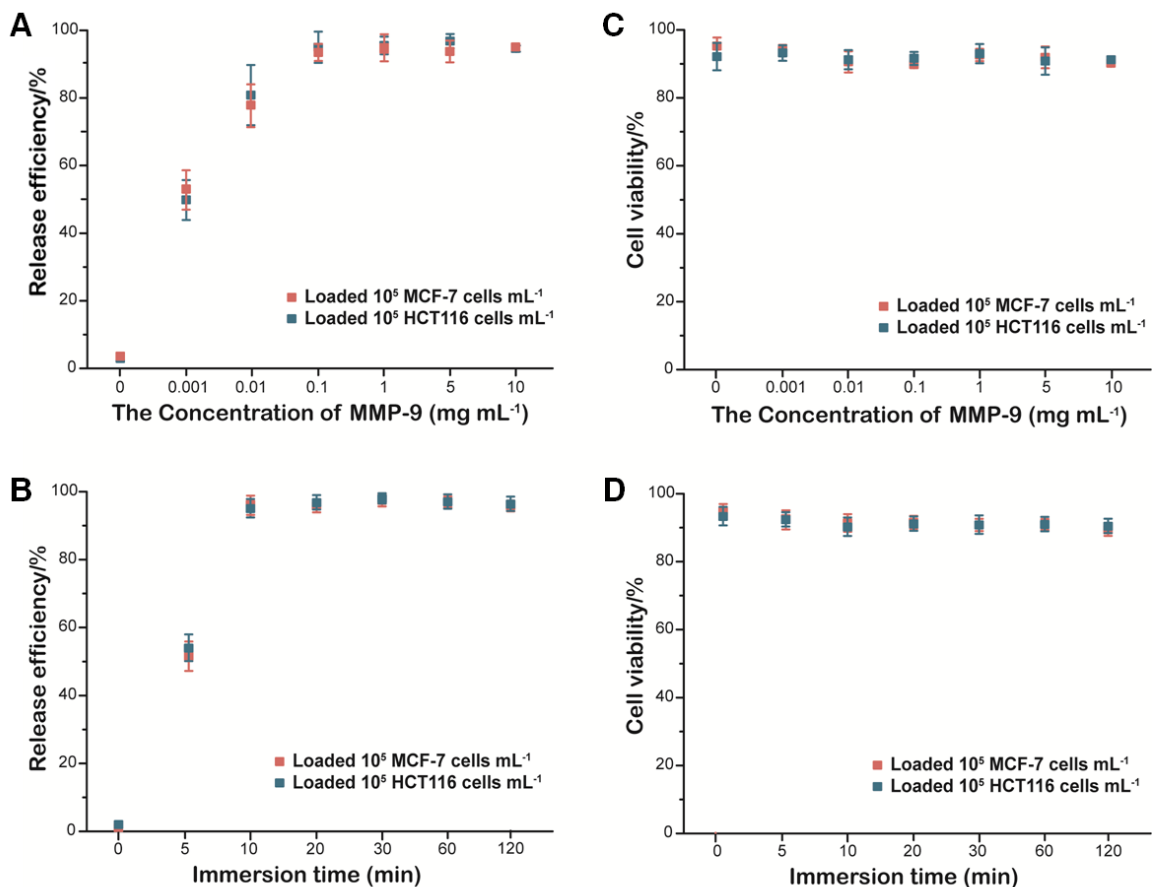 A
Release efficiency/%
100
80
60
40
20
0
Loaded 10⁵ MCF-7 cells mL⁻¹
Loaded 10⁵ HCT116 cells mL⁻¹
0 0.001 0.01 0.1 1 5 10
The Concentration of MMP-9 (mg mL⁻¹)
C
Cell viability/%
100
80
60
40
20
0
Loaded 10⁵ MCF-7 cells mL⁻¹
Loaded 10⁵ HCT116 cells mL⁻¹
0 0.001 0.01 0.1 1 5 10
The Concentration of MMP-9 (mg mL⁻¹)
B
Release efficiency/%
100
80
60
40
20
0
Loaded 10⁵ MCF-7 cells mL⁻¹
Loaded 10⁵ HCT116 cells mL⁻¹
0 5 10 20 30 60 120
Immersion time (min)
D
Cell viability/%
100
80
60
40
20
0
Loaded 10⁵ MCF-7 cells mL⁻¹
Loaded 10⁵ HCT116 cells mL⁻¹
0 5 10 20 30 60 120
Immersion time (min)